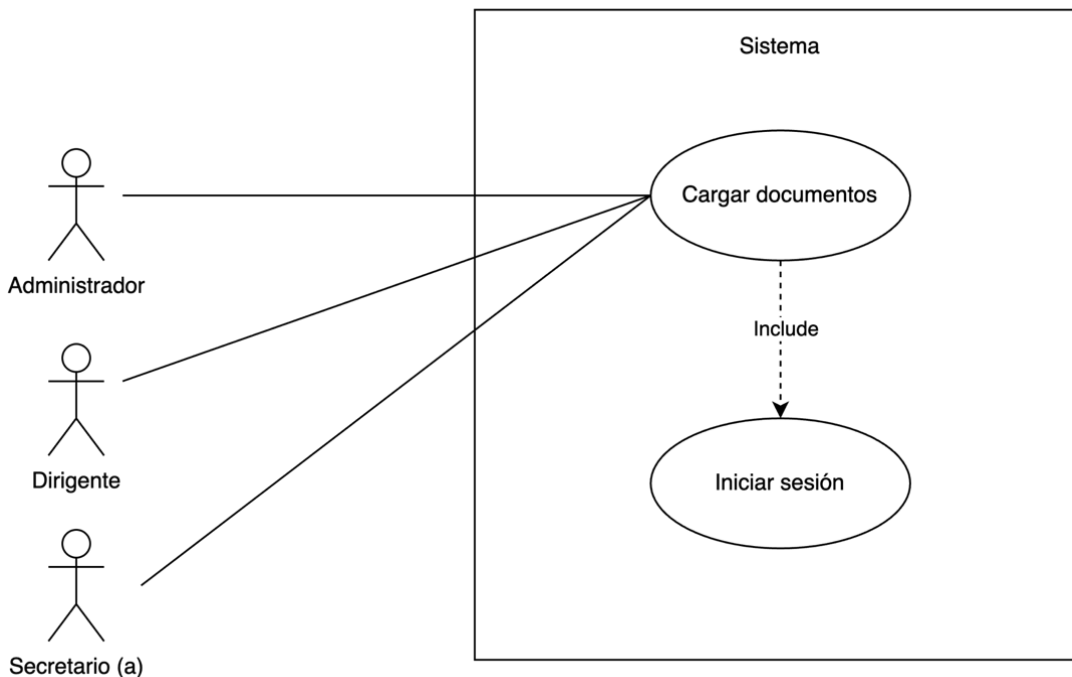 Sistema
Cargar documentos
Administrador
Include
Dirigente
Iniciar sesión
Secretario (a)